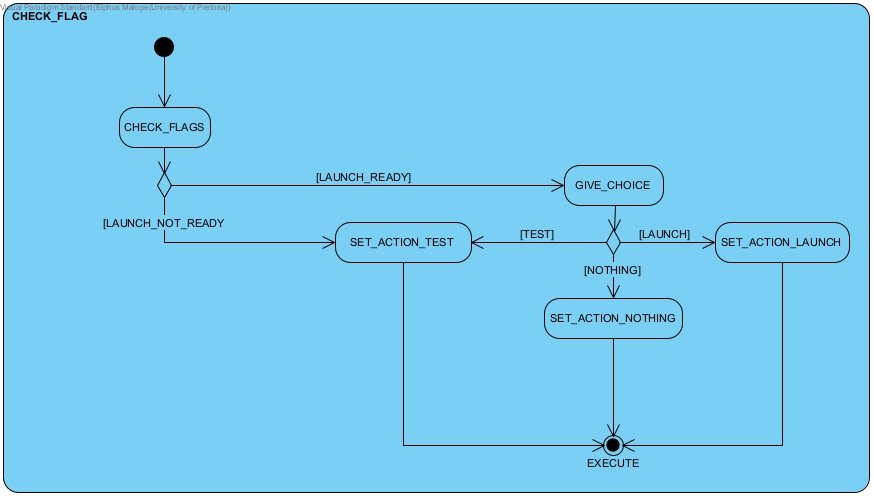 Visual Paradigm Standard(Elphus Malope(University of Pretoria))
CHECK_FLAG
CHECK_FLAGS
[LAUNCH_READY]
GIVE_CHOICE
[LAUNCH_NOT_READY
SET_ACTION_TEST
[TEST]
[LAUNCH]
SET_ACTION_LAUNCH
[NOTHING]
SET_ACTION_NOTHING
EXECUTE